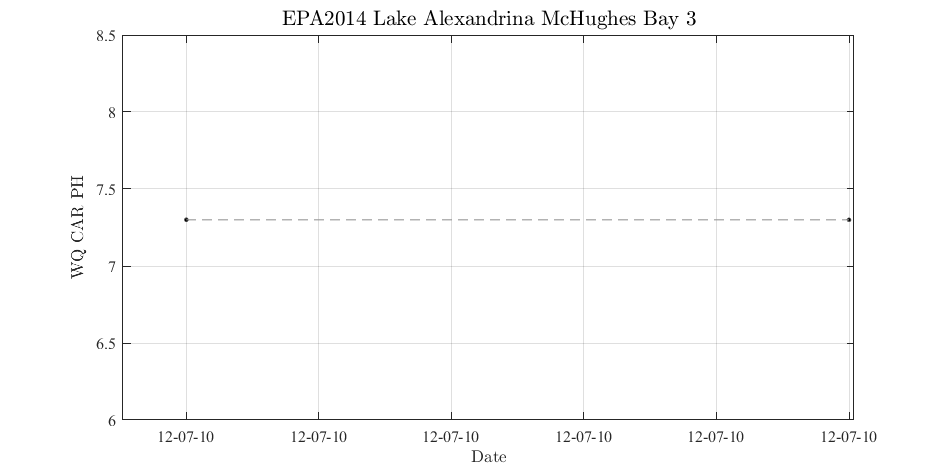 EPA2014 Lake Alexandrina McHughes Bay 3
8.5
8
7.5
7
6.5
6
WQ CAR PH
12-07-10 12-07-10 12-07-10 12-07-10 12-07-10 12-07-10
Date